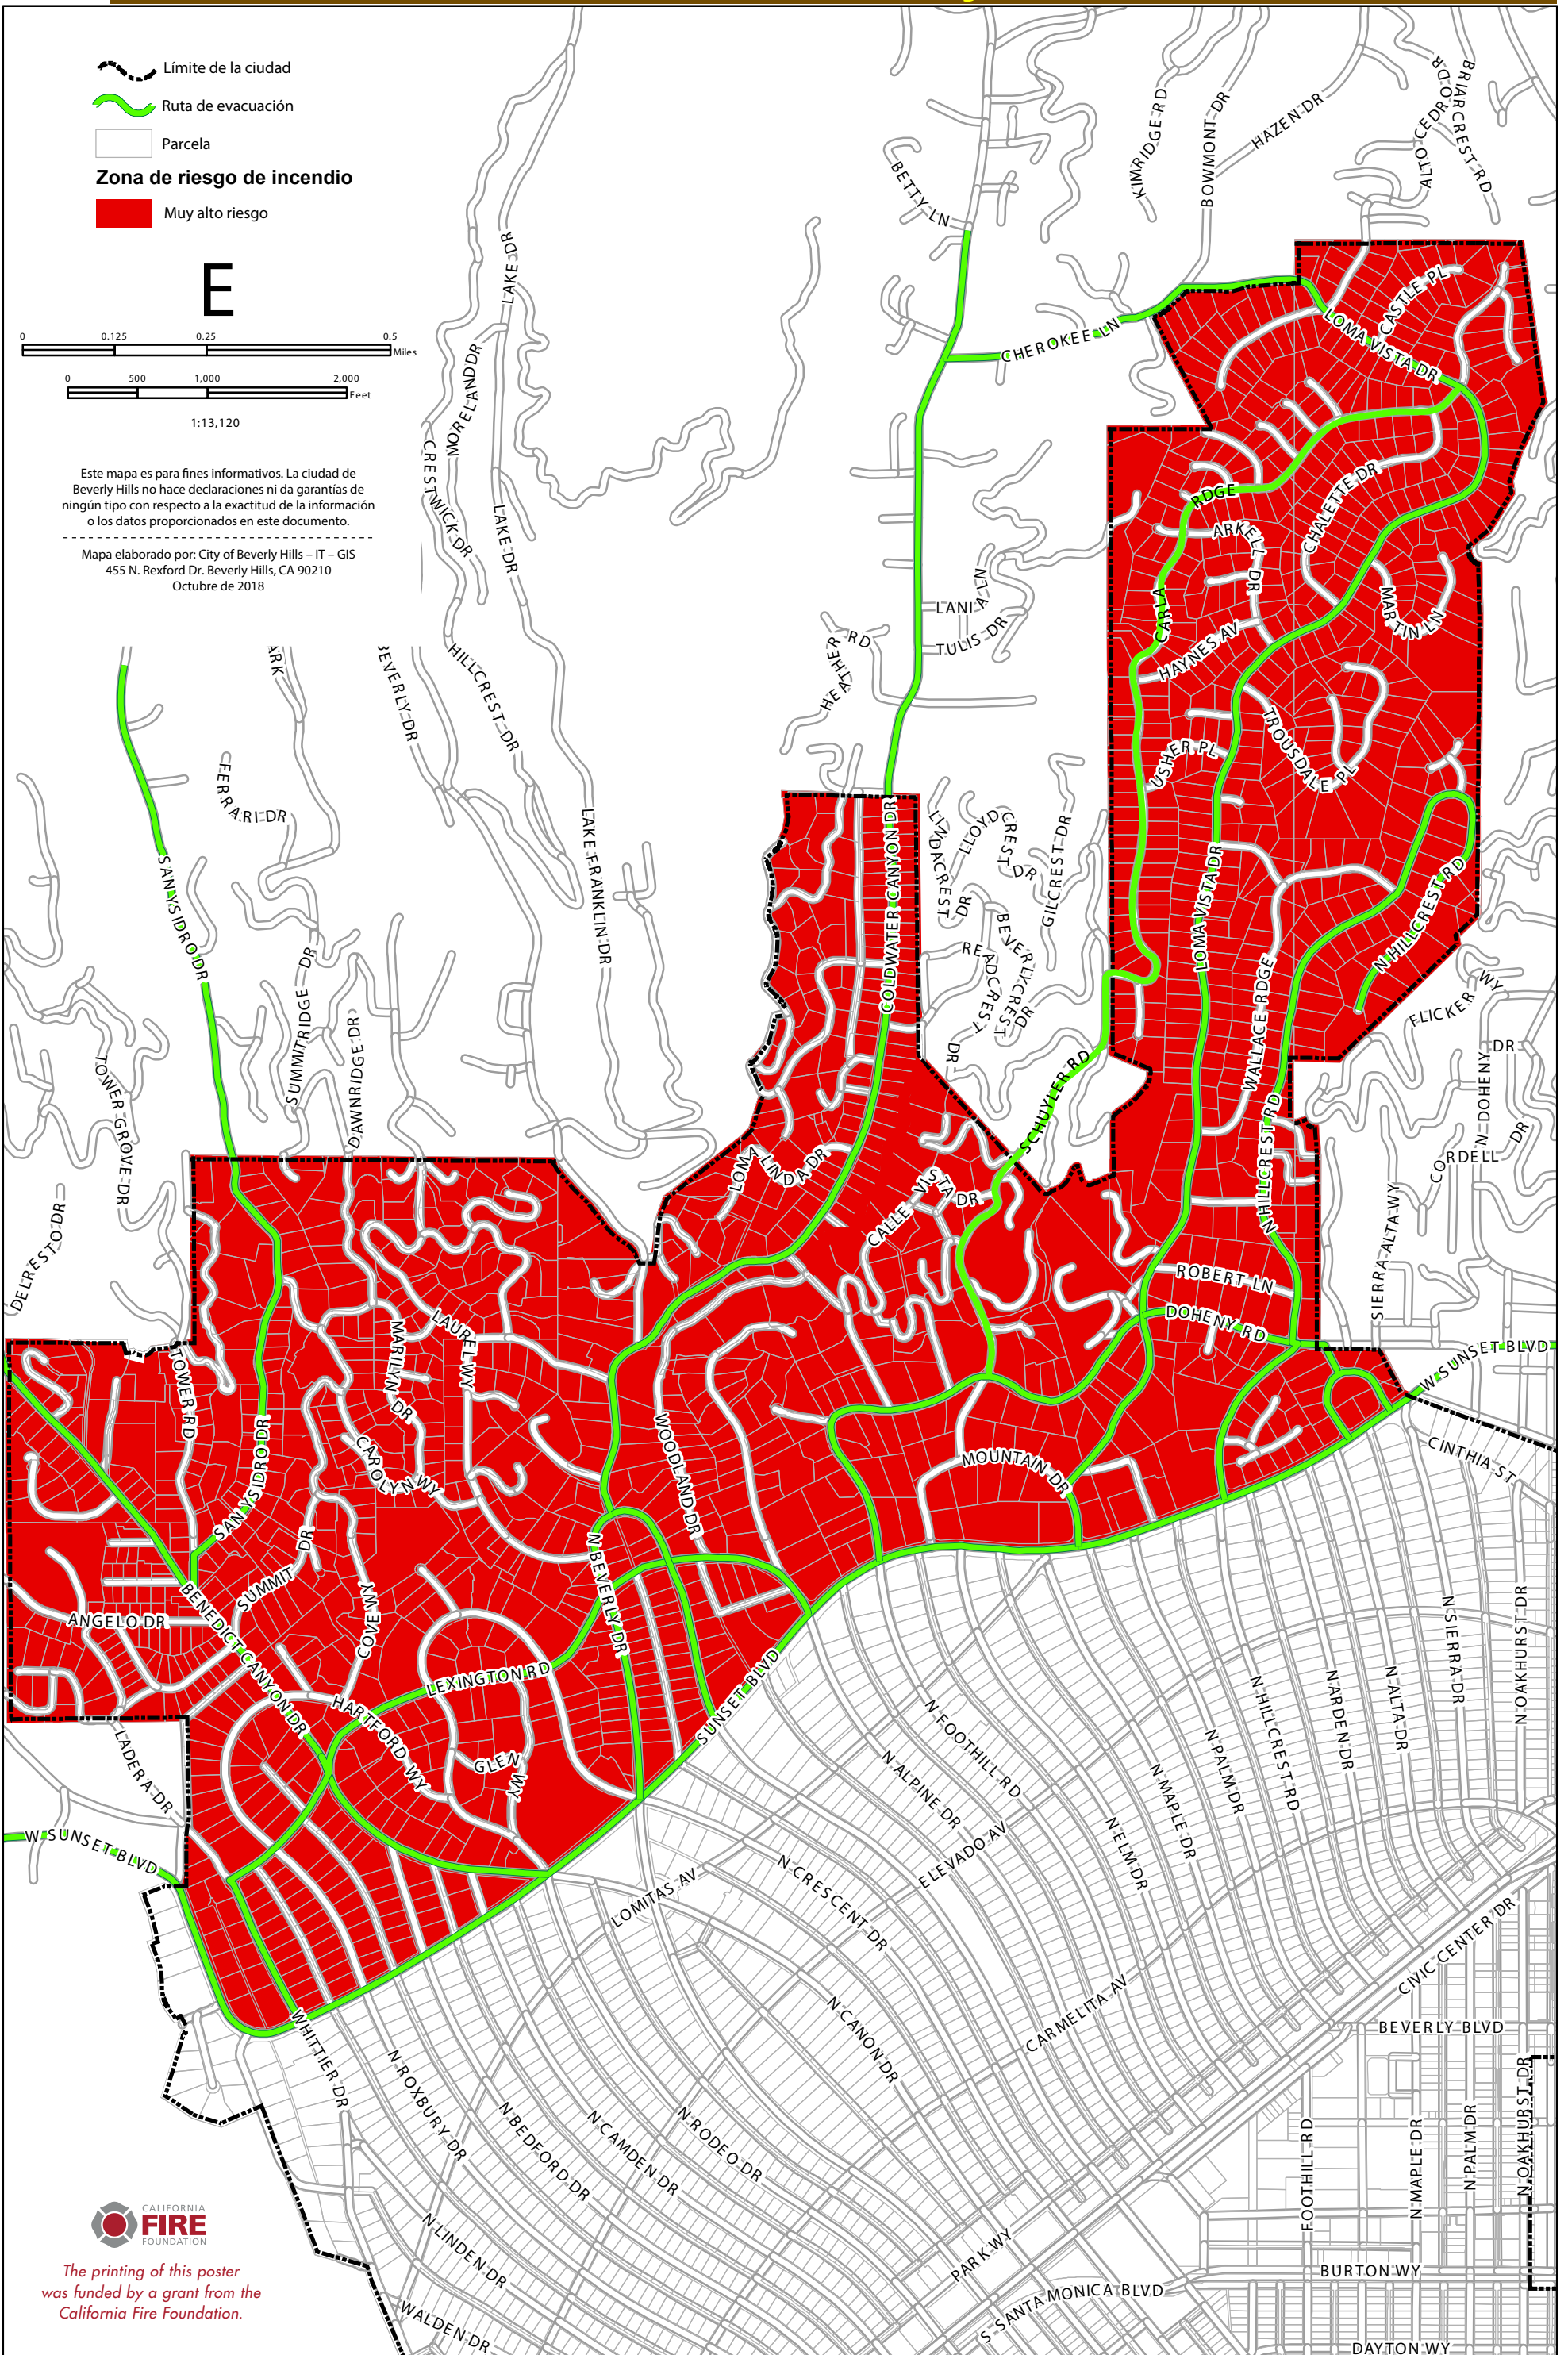 Límite de la ciudad
Ruta de evacuación
Parcela
Zona de riesgo de incendio
Muy alto riesgo
E
0 0.125 0.25 0.5
Miles
0 500 1,000 2,000
Feet
1:13,120
Este mapa es para fines informativos. La ciudad de
Beverly Hills no hace declaraciones ni da garantías de
ningún tipo con respecto a la exactitud de la información
o los datos proporcionados en este documento.
Mapa elaborado por: City of Beverly Hills – IT – GIS
455 N. Rexford Dr. Beverly Hills, CA 90210
Octubre de 2018
BETTY LN
KIMRIDGE RD
BOWMONT DR
HAZEN DR
ALTO CEDRO DR
BRIARCREST RD
LAKE DR
MORELAND DR
CRESTWICK DR
LAKE DR
CHEROKEE LN
LOMA VISTA DR
CASTLE PL
RDGE
CARLA
ARKELL DR
CHALETTE DR
MARTIN LN
HAYNES AV
USHER PL
TROUSDALE PL
LANI LN
TULIS DR
HEATHER RD
ARK
BEVERLY DR
HILLCREST DR
FERRARI DR
SAN YSIDRO DR
LAKE FRANKLIN DR
COLDWATER CANYON DR
LINDACREST DR
LLOYDCREST DR
GILCREST DR
BEVERLYCREST DR
READCREST DR
LOMA VISTA DR
WALLACE RDGE
N HILLCREST RD
FLICKER WY
N DOHENY DR
CORDELL DR
SIERRA ALTA WY
N HILLCREST RD
SCHUYLER RD
SUMMITRIDGE DR
DAWNRIDGE DR
TOWER GROVE DR
DELRESTO DR
LOMA LINDA DR
CALLE VISTA DR
ROBERT LN
DOHENY RD
W SUNSET BLVD
CINTHIA ST
MOUNTAIN DR
LAUREL WY
MARILYN DR
CAROLYN WY
TOWER RD
SAN YSIDRO DR
WOODLAND DR
N BEVERLY DR
SUMMIT DR
COVE WY
ANGELO DR
BENEDICT CANYON DR
LEXINGTON RD
HARTFORD WY
GLEN WY
SUNSET BLVD
LADERA DR
W SUNSET BLVD
WHITTIER DR
LOMITAS AV
N FOOTHILL RD
N ALPINE DR
ELEVADO AV
N CRESCENT DR
N ELM DR
N MAPLE DR
N PALM DR
N HILLCREST RD
N ARDEN DR
N ALTA DR
N SIERRA DR
N OAKHURST DR
CIVIC CENTER DR
CARMELITA AV
BEVERLY BLVD
N CANON DR
N RODEO DR
N CAMDEN DR
N BEDFORD DR
N ROXBURY DR
N LINDEN DR
WALDEN DR
PARK WY
S SANTA MONICA BLVD
FOOTHILL RD
N MAPLE DR
N PALM DR
N OAKHURST DR
BURTON WY
DAYTON WY
CALIFORNIA
FIRE
FOUNDATION
The printing of this poster
was funded by a grant from the
California Fire Foundation.